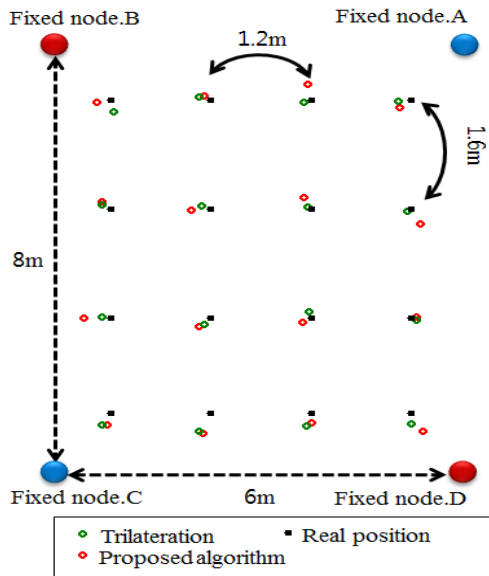 Fixed node.B
Fixed node.A
1.2m
1.6m
8m
Fixed node.C
6m
Fixed node.D
Trilateration
Real position
Proposed algorithm